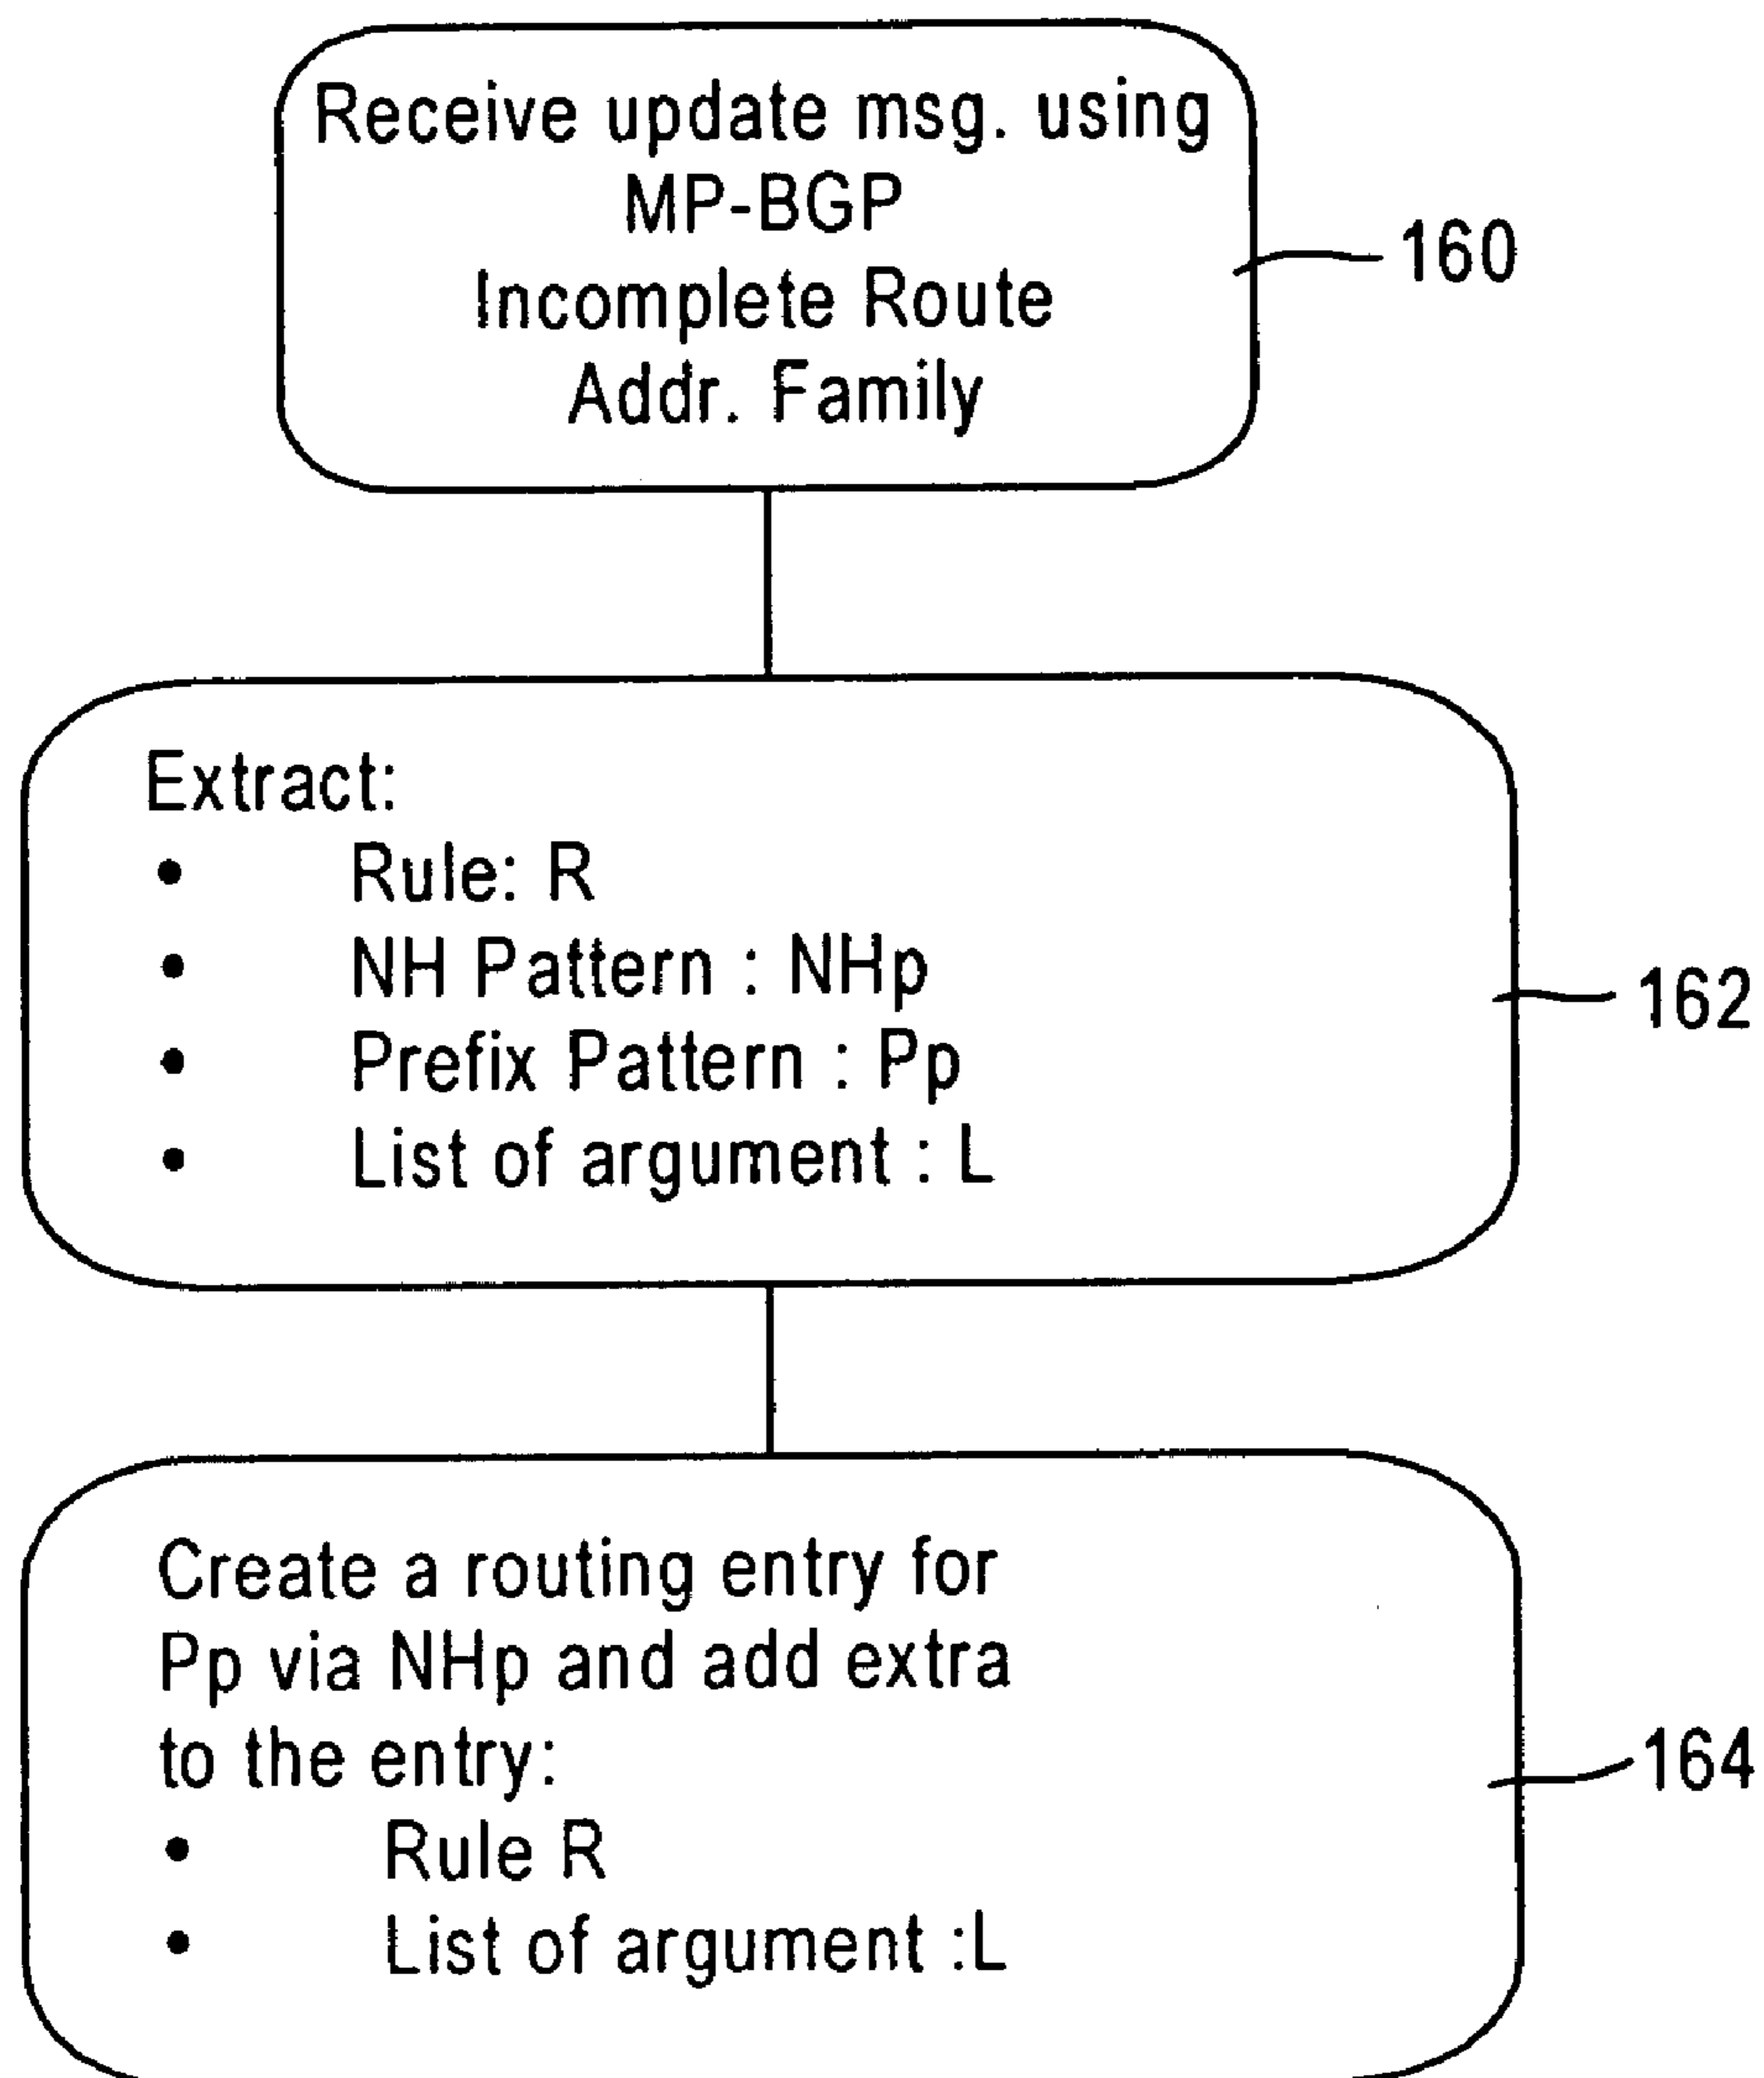 Receive update msg. using
MP-BGP
Incomplete Route
Addr. Family
160
Extract:
• Rule: R
• NH Pattern : NHp
• Prefix Pattern : Pp
• List of argument : L
162
Create a routing entry for
Pp via NHp and add extra
to the entry:
• Rule R
• List of argument :L
164